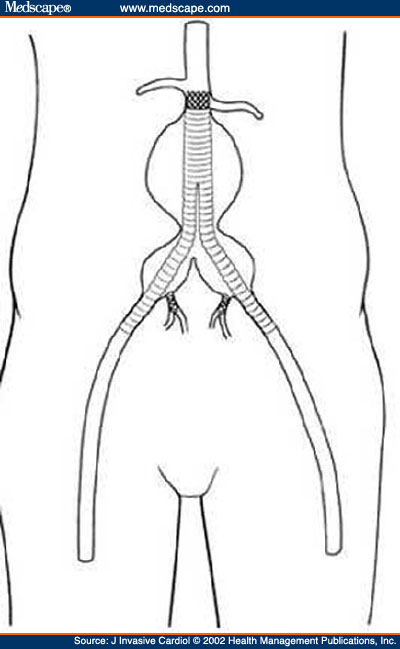 Medscape® www.medscape.com
Source: J Invasive Cardiol © 2002 Health Management Publications, Inc.